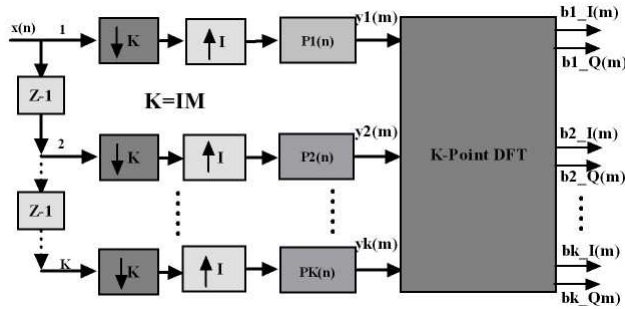 x(n) 1 K I P1(n) y1(m) b1_I(m)
b1_Q(m)
Z-1
K=IM
2 K I P2(n) y2(m) K-Point DFT b2_I(m)
b2_Q(m)
Z-1
K K I PK(n) yk(m) bk_I(m)
bk_Qm)